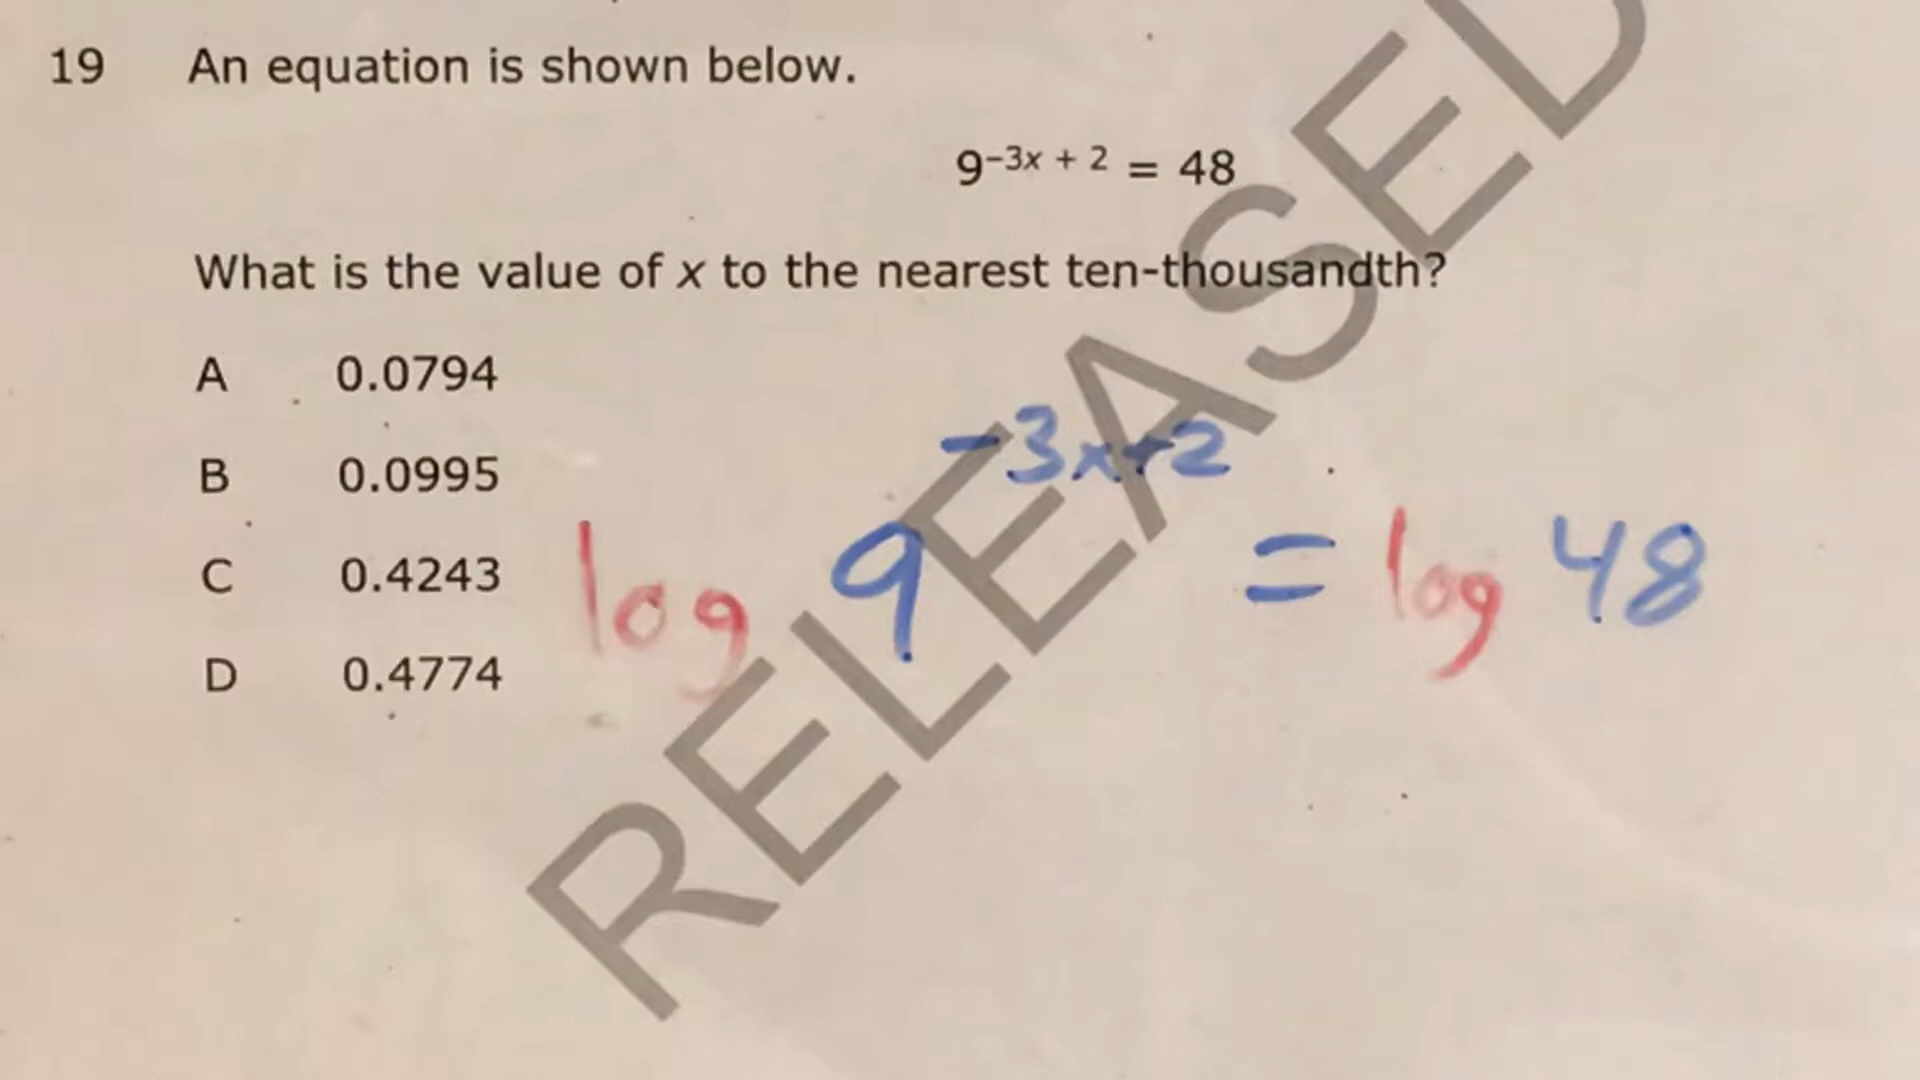 19 An equation is shown below.
9^{-3x + 2} = 48
What is the value of x to the nearest ten-thousandth?
A 0.0794
B 0.0995
C 0.4243
D 0.4774
log 9^{-3x+2} = log 48
RELEASED